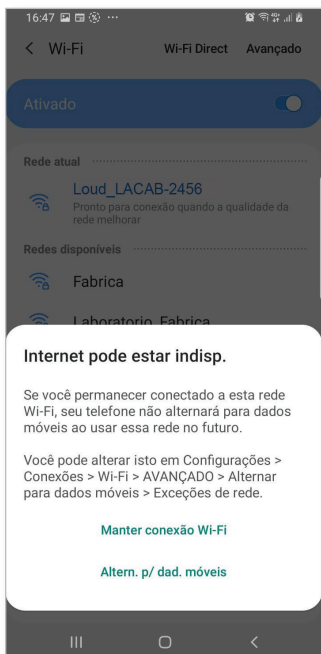 16:47
Wi-Fi Wi-Fi Direct Avançado
Ativado
Rede atual
Loud_LACAB-2456
Pronto para conexão quando a qualidade da
rede melhorar
Redes disponíveis
Fabrica
Laboratorio_Fabrica
Internet pode estar indisp.
Se você permanecer conectado a esta rede
Wi-Fi, seu telefone não alternará para dados
móveis ao usar essa rede no futuro.
Você pode alterar isto em Configurações >
Conexões > Wi-Fi > AVANÇADO > Alternar
para dados móveis > Exceções de rede.
Manter conexão Wi-Fi
Altern. p/ dad. móveis